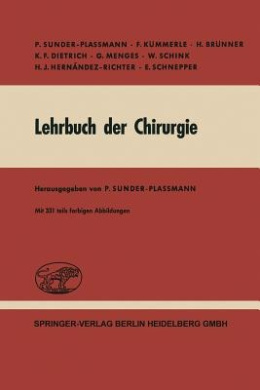 P. SUNDER-PLASSMANN · F. KÜMMERLE · H. BRÜNNER
K. F. DIETRICH · G. MENGES · W. SCHINK
H. J. HERNÁNDEZ-RICHTER · E. SCHNEPPER
Lehrbuch der Chirurgie
Herausgegeben von P. SUNDER-PLASSMANN
Mit 351 teils farbigen Abbildungen
SPRINGER-VERLAG BERLIN HEIDELBERG GMBH